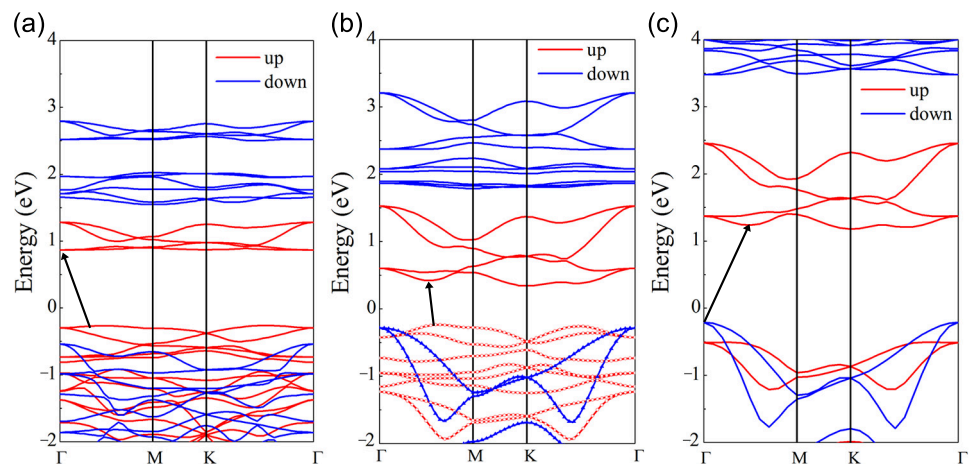 (a)
4
3
2
1
0
−1
−2
Energy (eV)
up
down
Γ M K Γ
(b)
4
3
2
1
0
−1
−2
Energy (eV)
up
down
Γ M K Γ
(c)
4
3
2
1
0
−1
−2
Energy (eV)
up
down
Γ M K Γ